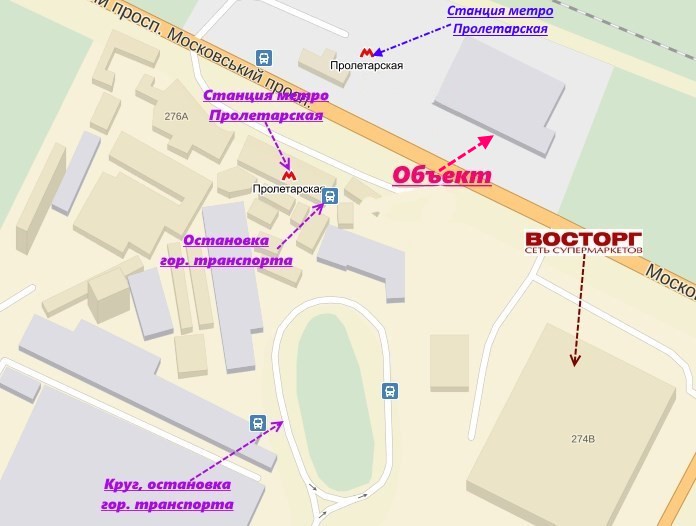 й просп. Московський просп.
Станция метро
Пролетарская
Пролетарская
Станция метро
Пролетарская
276А
Объект
Пролетарская
Остановка
гор. транспорта
ВОСТОРГ
СЕТЬ СУПЕРМАРКЕТОВ
Моско
274В
Круг, остановка
гор. транспорта